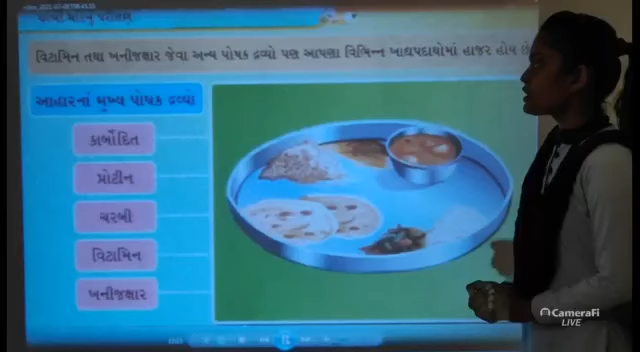 વિટામિન તથા ખનીજક્ષાર જેવા અન્ય પોષક દ્રવ્યો પણ આપણા વિભિન્ન ખાદ્યપદાર્થોમાં હાજર હોય છે
આહારનાં મુખ્ય પોષક દ્રવ્યો
કાર્બોદિત
પ્રોટીન
ચરબી
વિટામિન
ખનીજક્ષાર
CameraFi
LIVE